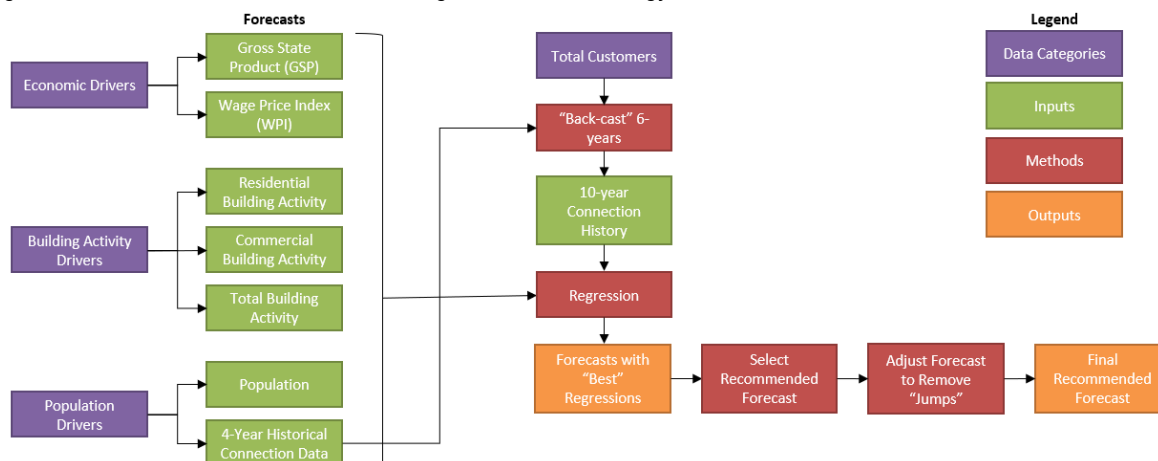 Forecasts
Legend
Gross State
Product (GSP)
Economic Drivers
Wage Price Index
(WPI)
Residential
Building Activity
Building Activity
Drivers
Commercial
Building Activity
Total Building
Activity
Population
Population
Drivers
4-Year Historical
Connection Data
Total Customers
"Back-cast" 6-
years
10-year
Connection
History
Regression
Forecasts with
"Best"
Regressions
Select
Recommended
Forecast
Adjust Forecast
to Remove
"Jumps"
Final
Recommended
Forecast
Data Categories
Inputs
Methods
Outputs